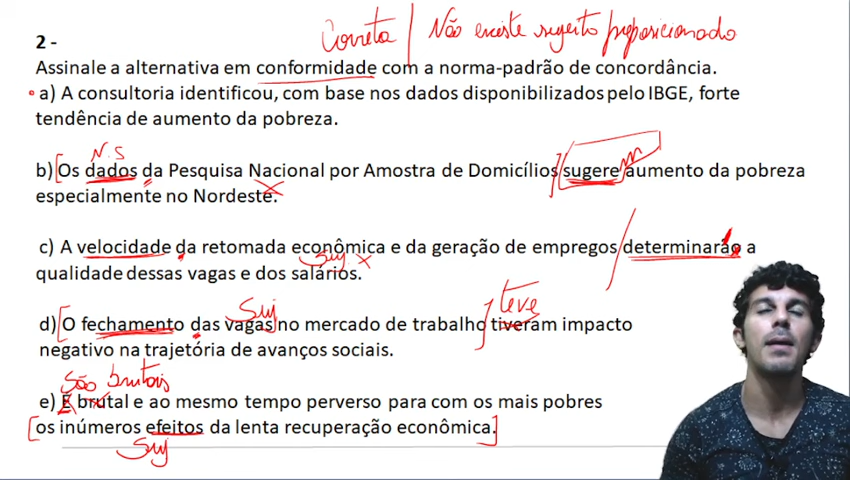 Correta | Não existe sujeito preposicionado
2 -
Assinale a alternativa em conformidade com a norma-padrão de concordância.
a) A consultoria identificou, com base nos dados disponibilizados pelo IBGE, forte
tendência de aumento da pobreza.
N.S
b) [Os dados da Pesquisa Nacional por Amostra de Domicílios] sugere m aumento da pobreza
especialmente no Nordeste.
c) A velocidade da retomada econômica e da geração de empregos / determinarão a
Suj x
qualidade dessas vagas e dos salários.
Suj teve
d) [O fechamento das vagas no mercado de trabalho] tiveram impacto
negativo na trajetória de avanços sociais.
São brutais
e) É brutal e ao mesmo tempo perverso para com os mais pobres
[os inúmeros efeitos da lenta recuperação econômica.]
Suj